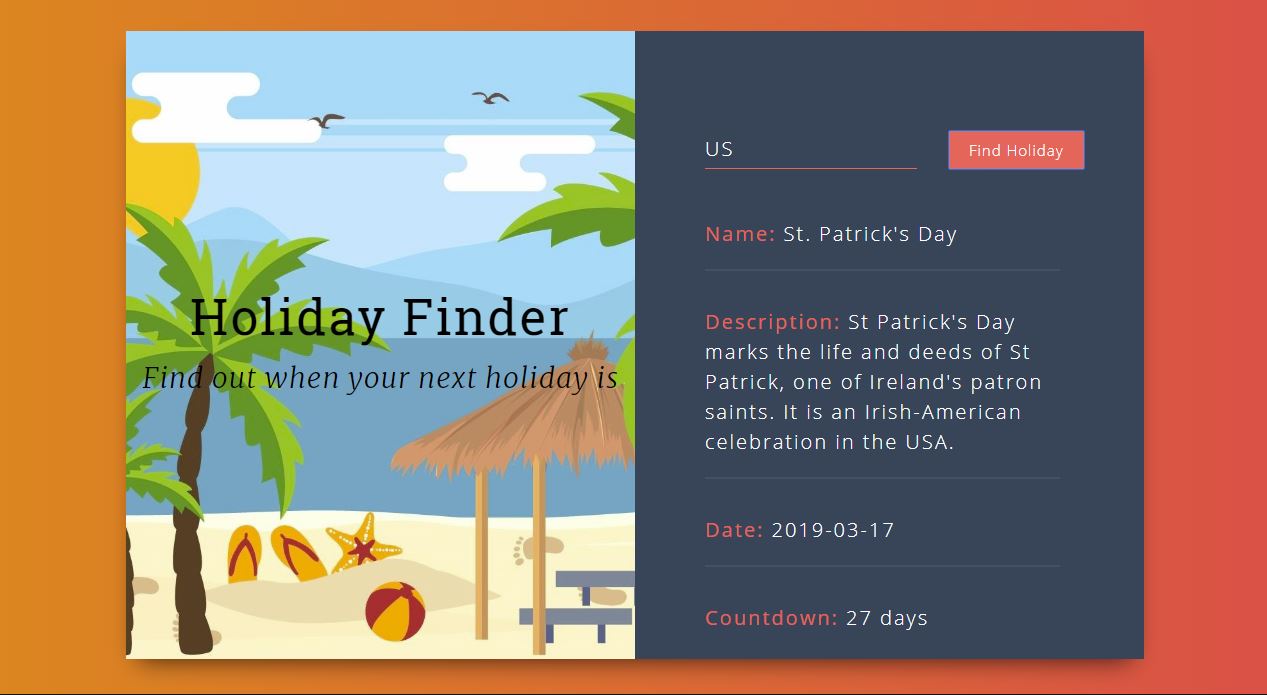 Holiday Finder
Find out when your next holiday is
US
Find Holiday
Name: St. Patrick's Day
Description: St Patrick's Day
marks the life and deeds of St
Patrick, one of Ireland's patron
saints. It is an Irish-American
celebration in the USA.
Date: 2019-03-17
Countdown: 27 days